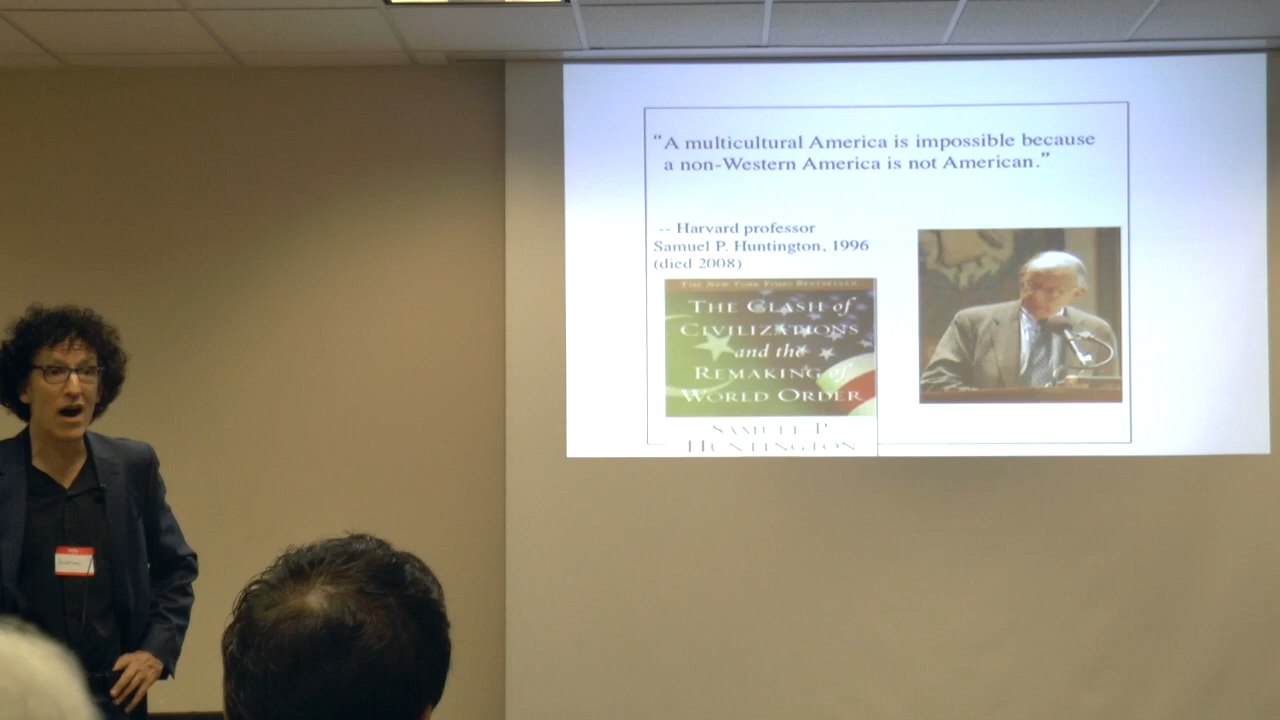 “A multicultural America is impossible because
a non-Western America is not American.”
-- Harvard professor
Samuel P. Huntington, 1996
(died 2008)
THE NEW YORK TIMES BESTSELLER
THE CLASH of
CIVILIZATIONS
and the
REMAKING of
WORLD ORDER
SAMUEL P.
HUNTINGTON